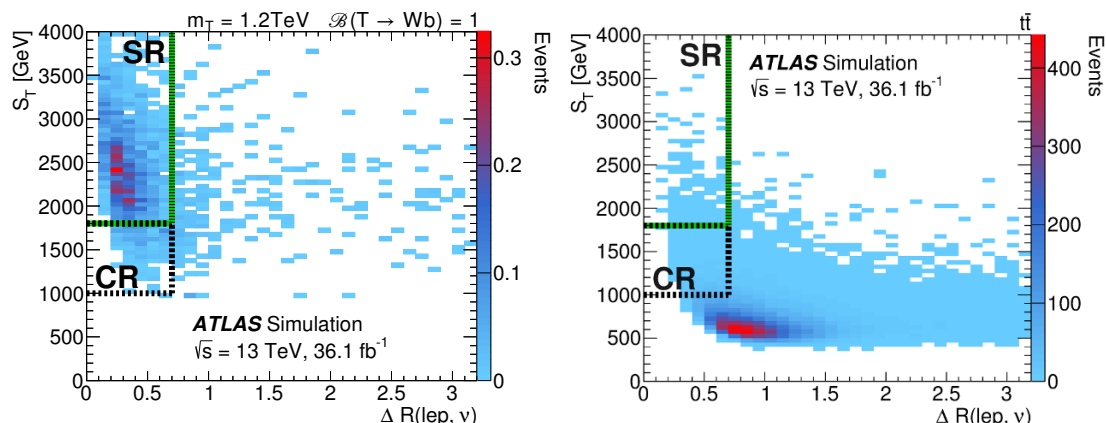 m_T = 1.2TeV ℬ(T → Wb) = 1
S_T [GeV]
4000
3500
3000
2500
2000
1500
1000
500
0
SR
CR
ATLAS Simulation
√s = 13 TeV, 36.1 fb⁻¹
0 0.5 1 1.5 2 2.5 3
Δ R(lep, ν)
Events
0.3
0.2
0.1
0
tt̄
S_T [GeV]
4000
3500
3000
2500
2000
1500
1000
500
0
SR
CR
ATLAS Simulation
√s = 13 TeV, 36.1 fb⁻¹
0 0.5 1 1.5 2 2.5 3
Δ R(lep, ν)
Events
400
300
200
100
0